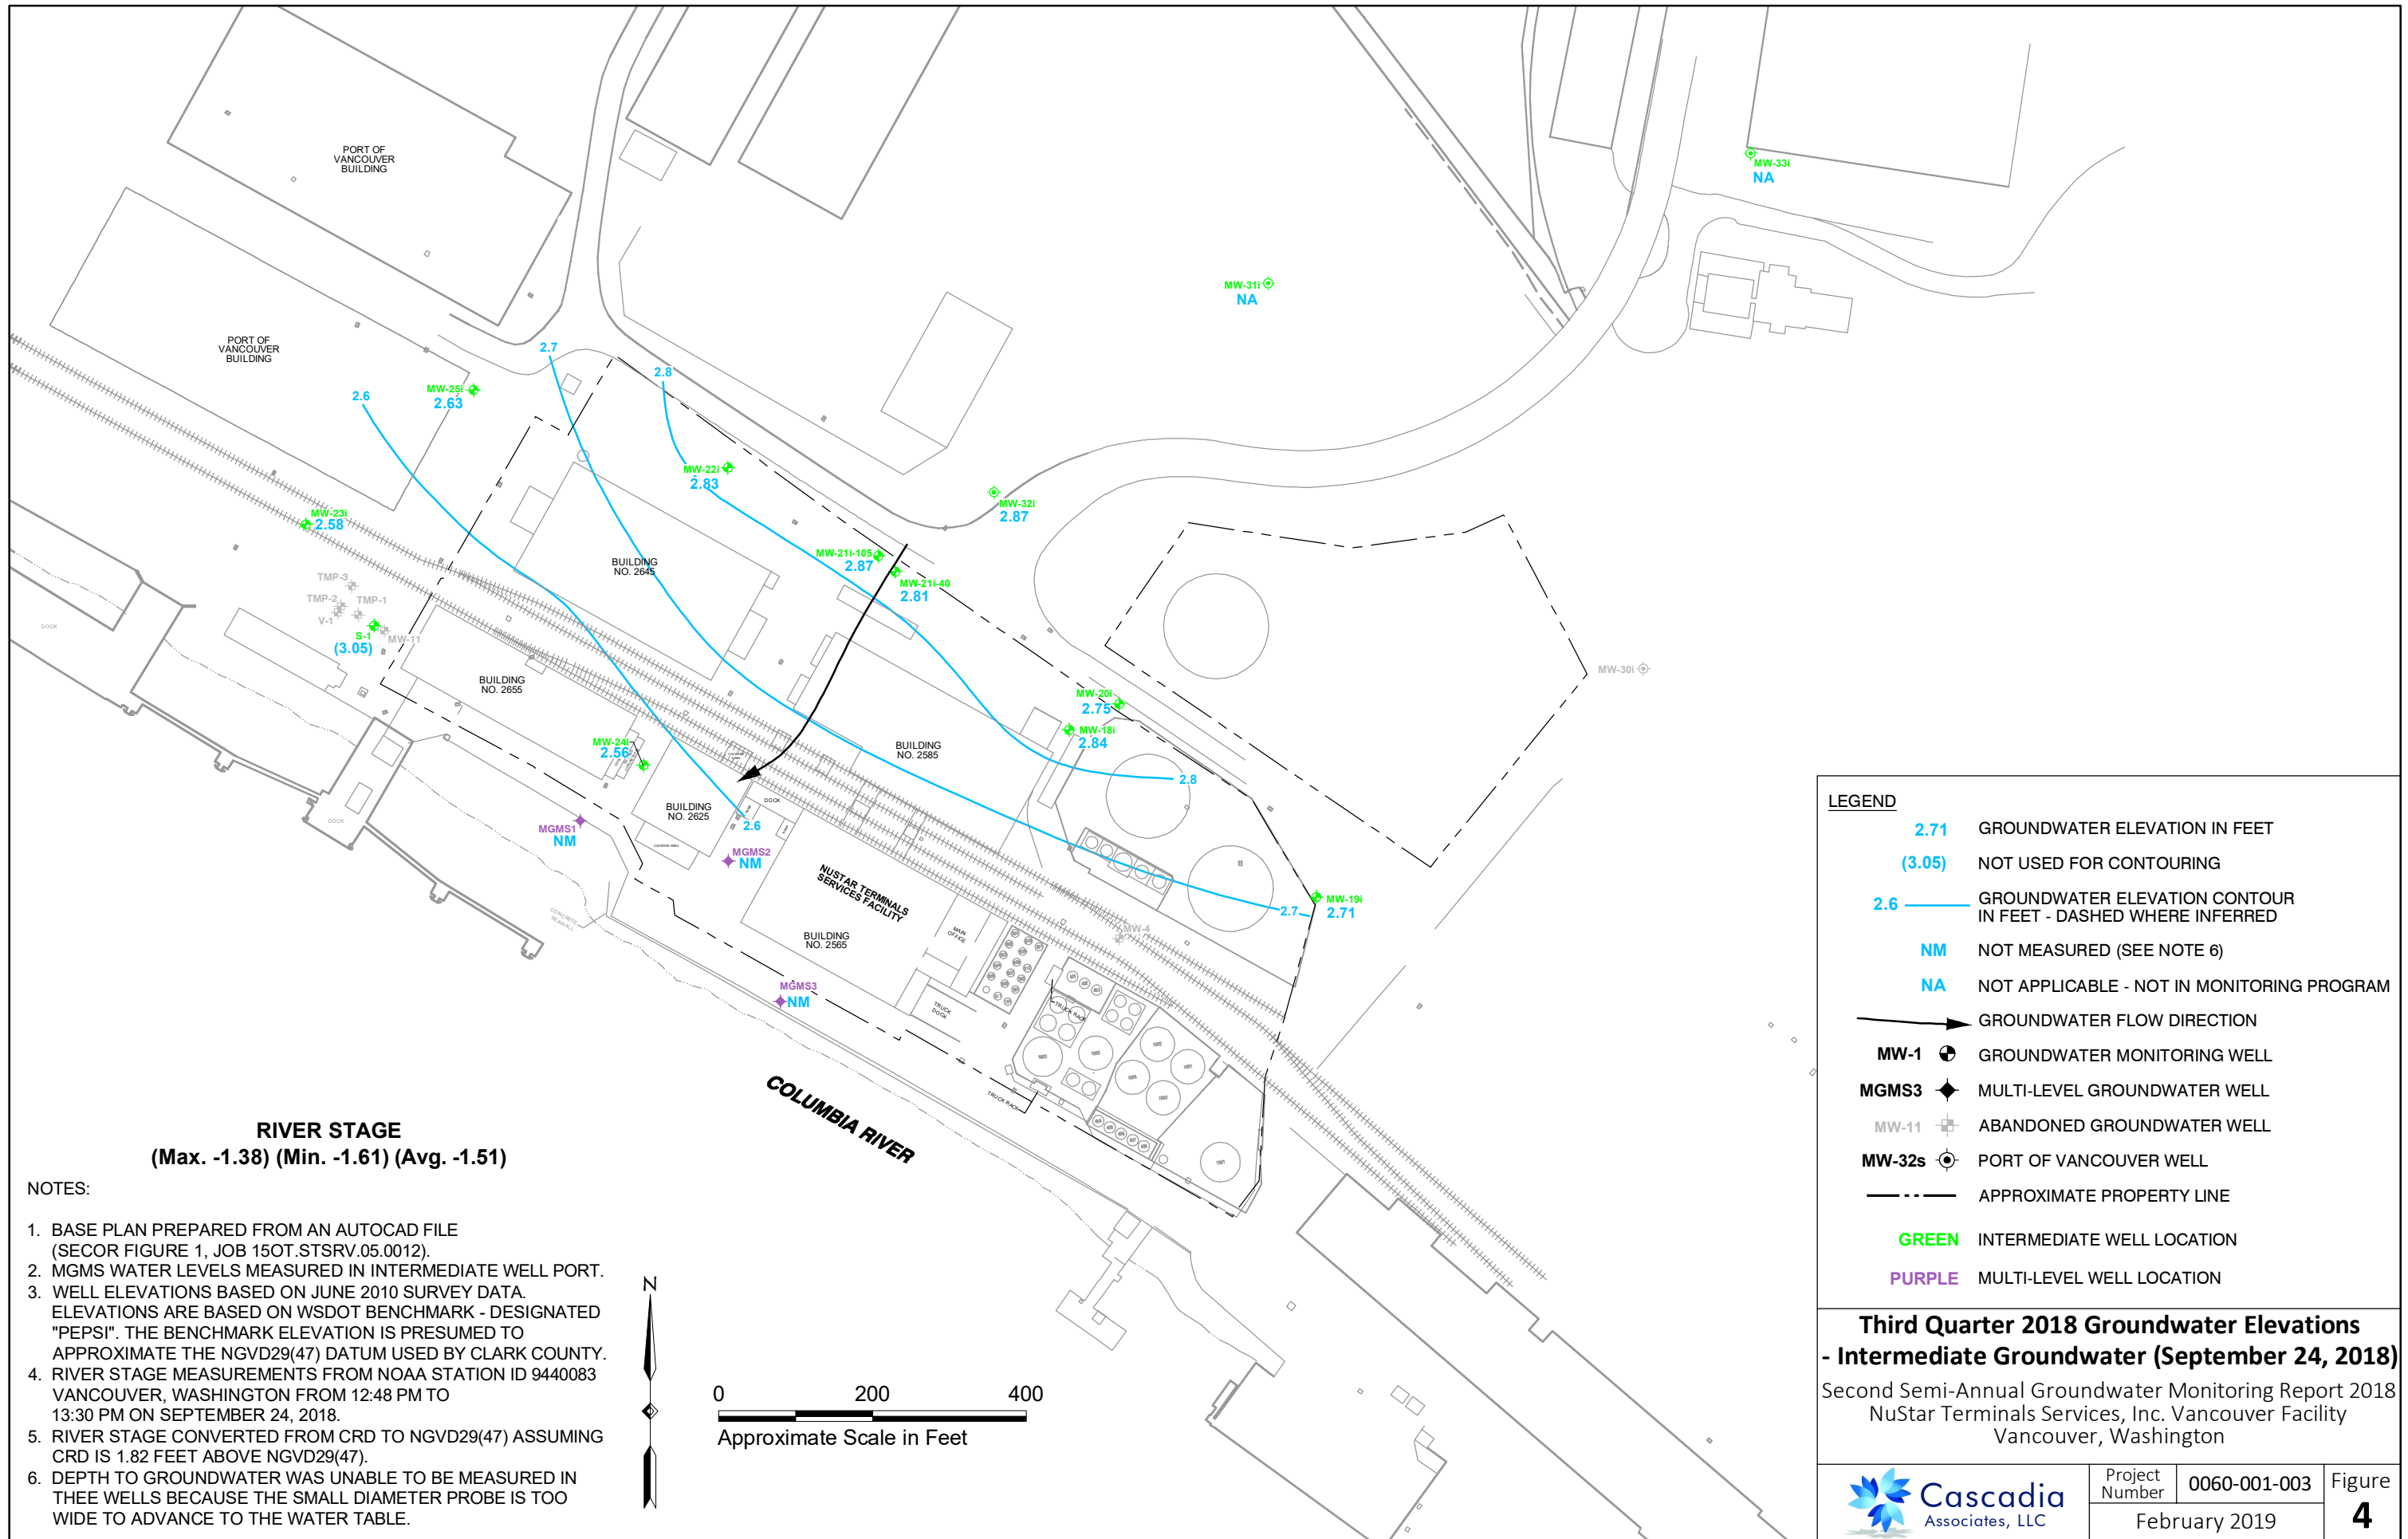 PORT OF
VANCOUVER
BUILDING
PORT OF
VANCOUVER
BUILDING
MW-33i
NA
MW-31i
NA
2.7
2.8
2.6
MW-25i
2.63
MW-22i
2.83
MW-32i
2.87
MW-23i
2.58
MW-21i-105
2.87
MW-21i-40
2.81
BUILDING
NO. 2645
TMP-3
TMP-2
TMP-1
V-1
S-1
MW-11
(3.05)
DOCK
MW-30i
BUILDING
NO. 2655
MW-20i
2.75
MW-18i
2.84
MW-24i
2.56
BUILDING
NO. 2585
2.8
DOCK
BUILDING
NO. 2625
2.6
DOCK
MGMS1
NM
MGMS2
NM
COVERED AREA
NUSTAR TERMINALS
SERVICES FACILITY
CONCRETE
SEAWALL
BUILDING
NO. 2565
MAIN
OFFICE
2.7
MW-19i
2.71
MW-4
MGMS3
NM
TRUCK
DOCK
TRUCK RACK
TRUCK RACK
COLUMBIA RIVER
RIVER STAGE
(Max. -1.38) (Min. -1.61) (Avg. -1.51)
NOTES:
1. BASE PLAN PREPARED FROM AN AUTOCAD FILE
(SECOR FIGURE 1, JOB 15OT.STSRV.05.0012).
2. MGMS WATER LEVELS MEASURED IN INTERMEDIATE WELL PORT.
3. WELL ELEVATIONS BASED ON JUNE 2010 SURVEY DATA.
ELEVATIONS ARE BASED ON WSDOT BENCHMARK - DESIGNATED
"PEPSI". THE BENCHMARK ELEVATION IS PRESUMED TO
APPROXIMATE THE NGVD29(47) DATUM USED BY CLARK COUNTY.
4. RIVER STAGE MEASUREMENTS FROM NOAA STATION ID 9440083
VANCOUVER, WASHINGTON FROM 12:48 PM TO
13:30 PM ON SEPTEMBER 24, 2018.
5. RIVER STAGE CONVERTED FROM CRD TO NGVD29(47) ASSUMING
CRD IS 1.82 FEET ABOVE NGVD29(47).
6. DEPTH TO GROUNDWATER WAS UNABLE TO BE MEASURED IN
THEE WELLS BECAUSE THE SMALL DIAMETER PROBE IS TOO
WIDE TO ADVANCE TO THE WATER TABLE.
N
0 200 400
Approximate Scale in Feet
LEGEND
2.71 GROUNDWATER ELEVATION IN FEET
(3.05) NOT USED FOR CONTOURING
2.6 GROUNDWATER ELEVATION CONTOUR
IN FEET - DASHED WHERE INFERRED
NM NOT MEASURED (SEE NOTE 6)
NA NOT APPLICABLE - NOT IN MONITORING PROGRAM
GROUNDWATER FLOW DIRECTION
MW-1 GROUNDWATER MONITORING WELL
MGMS3 MULTI-LEVEL GROUNDWATER WELL
MW-11 ABANDONED GROUNDWATER WELL
MW-32s PORT OF VANCOUVER WELL
APPROXIMATE PROPERTY LINE
GREEN INTERMEDIATE WELL LOCATION
PURPLE MULTI-LEVEL WELL LOCATION
Third Quarter 2018 Groundwater Elevations
- Intermediate Groundwater (September 24, 2018)
Second Semi-Annual Groundwater Monitoring Report 2018
NuStar Terminals Services, Inc. Vancouver Facility
Vancouver, Washington
Cascadia
Associates, LLC
Project
Number
0060-001-003
February 2019
Figure
4